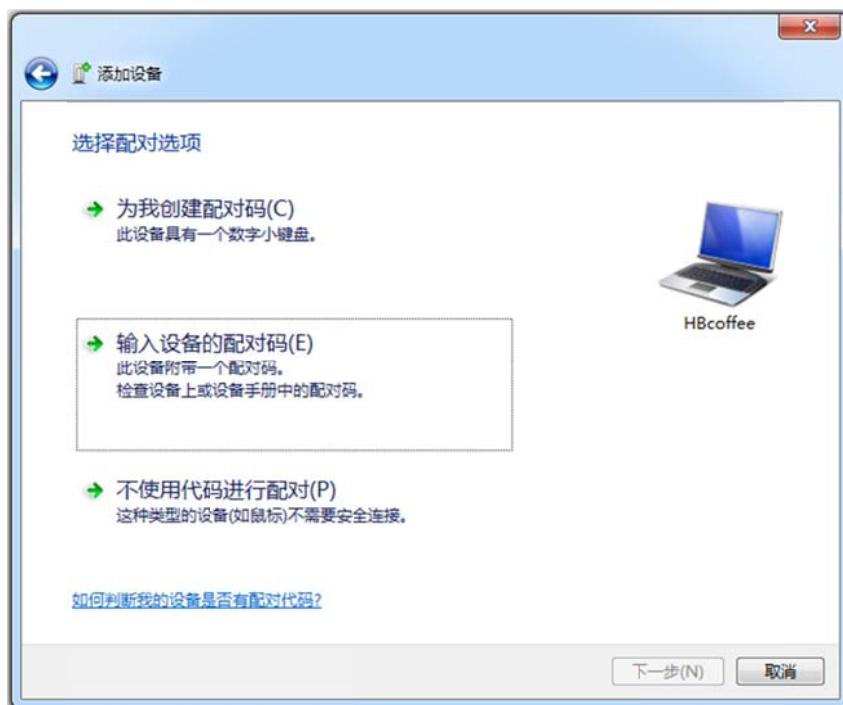 添加设备
选择配对选项
为我创建配对码(C)
此设备具有一个数字小键盘。
HBcoffee
输入设备的配对码(E)
此设备附带一个配对码。
检查设备上或设备手册中的配对码。
不使用代码进行配对(P)
这种类型的设备(如鼠标)不需要安全连接。
如何判断我的设备是否有配对代码?
下一步(N)
取消